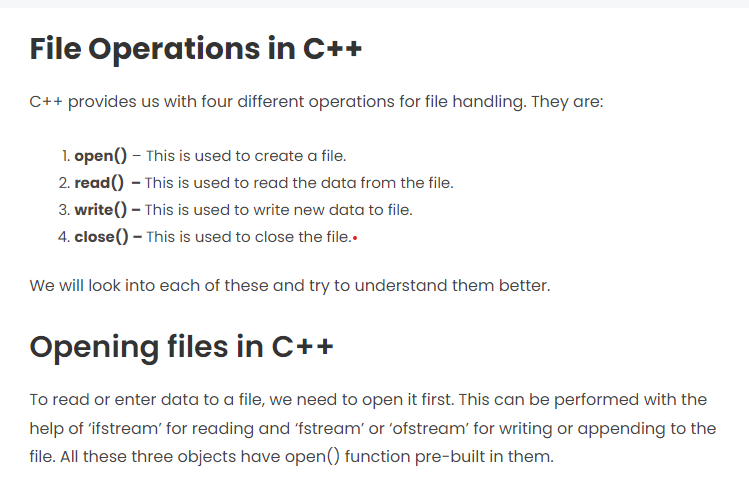 File Operations in C++
C++ provides us with four different operations for file handling. They are:
1. open() – This is used to create a file.
2. read() – This is used to read the data from the file.
3. write() – This is used to write new data to file.
4. close() – This is used to close the file.
We will look into each of these and try to understand them better.
Opening files in C++
To read or enter data to a file, we need to open it first. This can be performed with the
help of ‘ifstream’ for reading and ‘fstream’ or ‘ofstream’ for writing or appending to the
file. All these three objects have open() function pre-built in them.